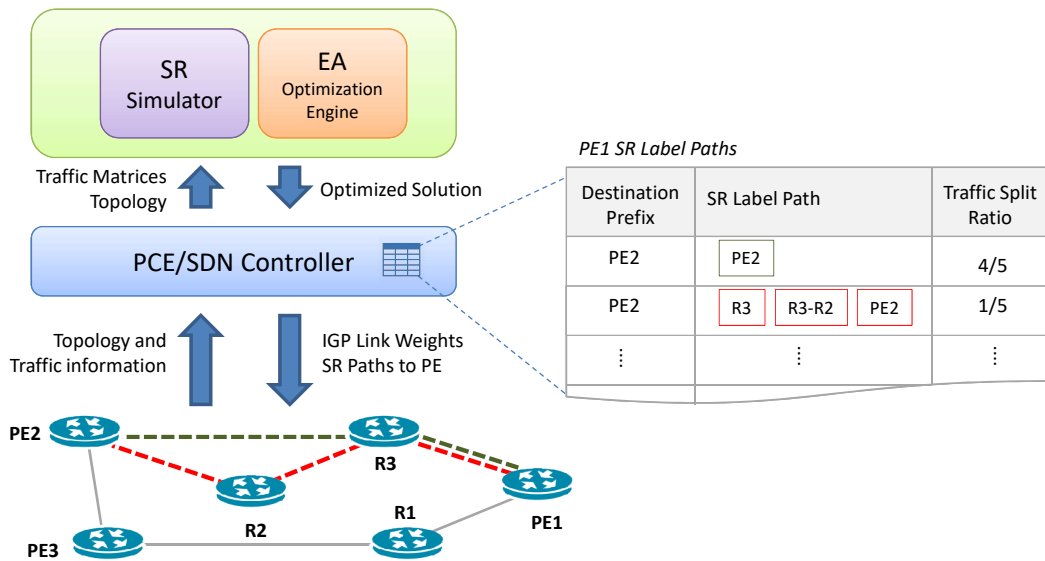 SR
Simulator
EA
Optimization
Engine
Traffic Matrices
Topology
Optimized Solution
PCE/SDN Controller
Topology and
Traffic information
IGP Link Weights
SR Paths to PE
PE1 SR Label Paths
Destination
Prefix
SR Label Path
Traffic Split
Ratio
PE2
PE2
4/5
PE2
R3
R3-R2
PE2
1/5
⋮
⋮
⋮
PE2
R3
R2
R1
PE1
PE3